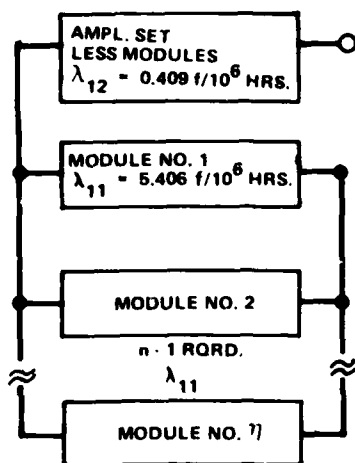 AMPL. SET
LESS MODULES
λ12 = 0.409 f/10⁶ HRS.
MODULE NO. 1
λ11 = 5.406 f/10⁶ HRS.
MODULE NO. 2
n - 1 RQRD.
λ11
MODULE NO. η